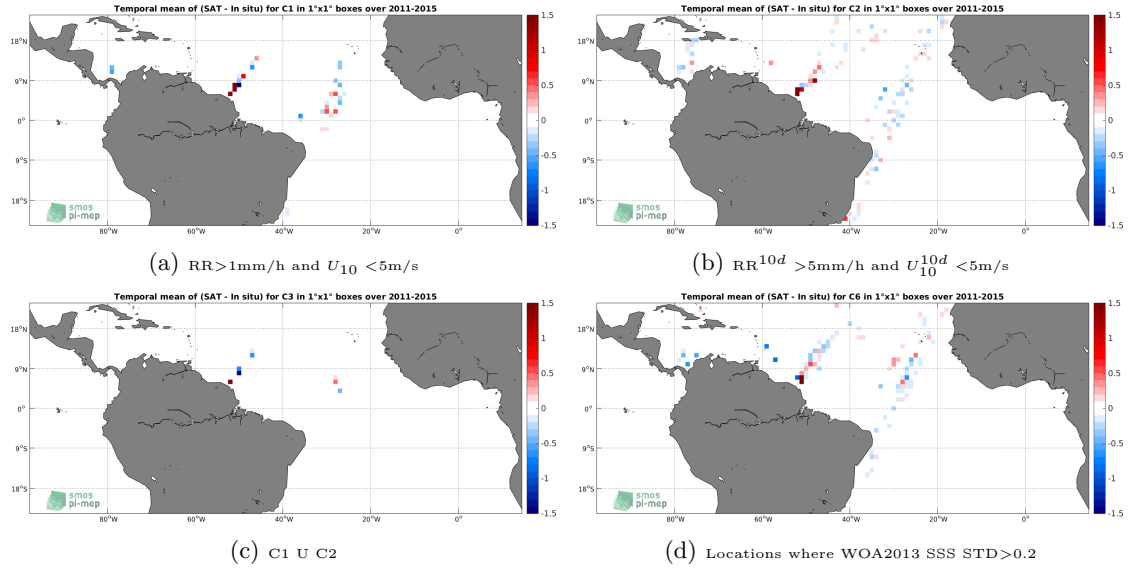 Temporal mean of (SAT - In situ) for C1 in 1°x1° boxes over 2011-2015
18°N
9°N
0°
9°S
18°S
80°W
60°W
40°W
20°W
0°
1.5
1
0.5
0
-0.5
-1
-1.5
smos
pi-mep
(a) RR>1mm/h and U10 <5m/s
Temporal mean of (SAT - In situ) for C2 in 1°x1° boxes over 2011-2015
18°N
9°N
0°
9°S
18°S
80°W
60°W
40°W
20°W
0°
1.5
1
0.5
0
-0.5
-1
-1.5
smos
pi-mep
(b) RR^10d >5mm/h and U10^10d <5m/s
Temporal mean of (SAT - In situ) for C3 in 1°x1° boxes over 2011-2015
18°N
9°N
0°
9°S
18°S
80°W
60°W
40°W
20°W
0°
1.5
1
0.5
0
-0.5
-1
-1.5
smos
pi-mep
(c) C1 U C2
Temporal mean of (SAT - In situ) for C6 in 1°x1° boxes over 2011-2015
18°N
9°N
0°
9°S
18°S
80°W
60°W
40°W
20°W
0°
1.5
1
0.5
0
-0.5
-1
-1.5
smos
pi-mep
(d) Locations where WOA2013 SSS STD>0.2